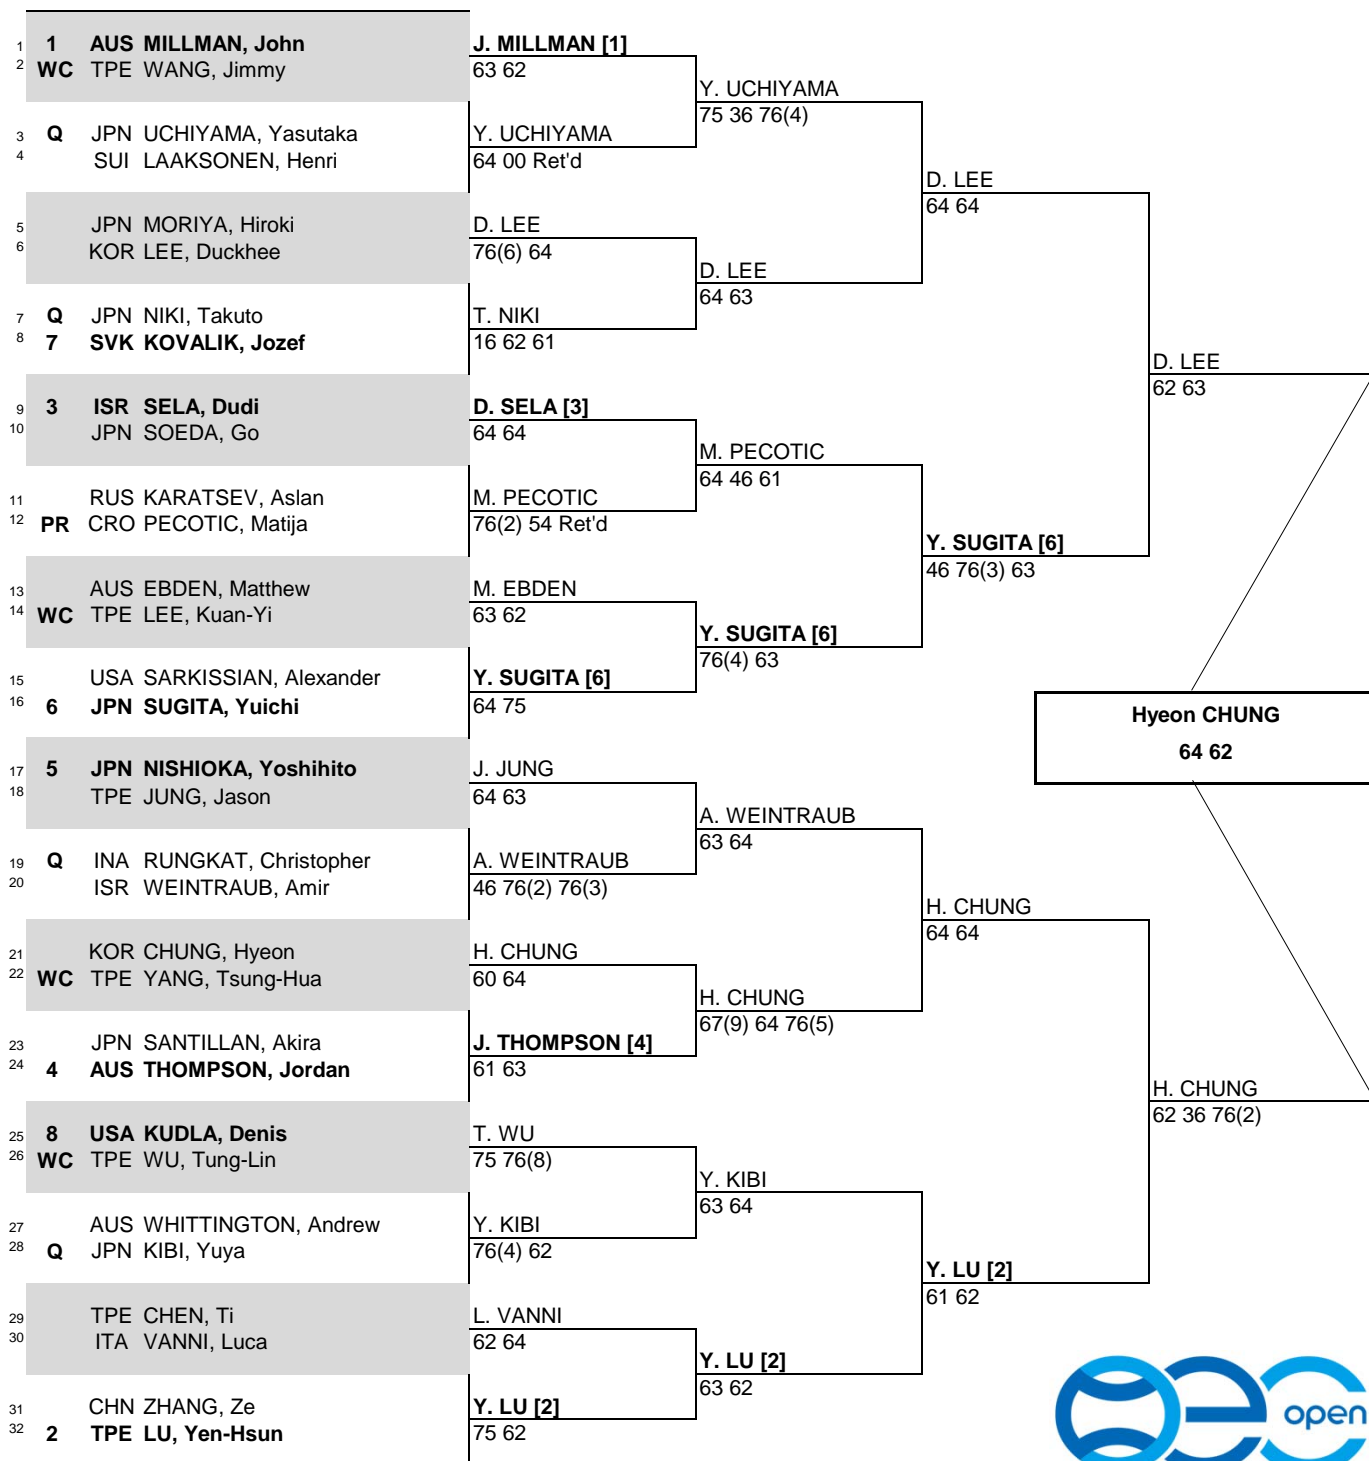 1 1 AUS MILLMAN, John
2 WC TPE WANG, Jimmy
3 Q JPN UCHIYAMA, Yasutaka
4 SUI LAAKSONEN, Henri
5 JPN MORIYA, Hiroki
6 KOR LEE, Duckhee
7 Q JPN NIKI, Takuto
8 7 SVK KOVALIK, Jozef
9 3 ISR SELA, Dudi
10 JPN SOEDA, Go
11 RUS KARATSEV, Aslan
12 PR CRO PECOTIC, Matija
13 AUS EBDEN, Matthew
14 WC TPE LEE, Kuan-Yi
15 USA SARKISSIAN, Alexander
16 6 JPN SUGITA, Yuichi
17 5 JPN NISHIOKA, Yoshihito
18 TPE JUNG, Jason
19 Q INA RUNGKAT, Christopher
20 ISR WEINTRAUB, Amir
21 KOR CHUNG, Hyeon
22 WC TPE YANG, Tsung-Hua
23 JPN SANTILLAN, Akira
24 4 AUS THOMPSON, Jordan
25 8 USA KUDLA, Denis
26 WC TPE WU, Tung-Lin
27 AUS WHITTINGTON, Andrew
28 Q JPN KIBI, Yuya
29 TPE CHEN, Ti
30 ITA VANNI, Luca
31 CHN ZHANG, Ze
32 2 TPE LU, Yen-Hsun
J. MILLMAN [1]
63 62
Y. UCHIYAMA
64 00 Ret'd
D. LEE
76(6) 64
T. NIKI
16 62 61
D. SELA [3]
64 64
M. PECOTIC
76(2) 54 Ret'd
M. EBDEN
63 62
Y. SUGITA [6]
64 75
J. JUNG
64 63
A. WEINTRAUB
46 76(2) 76(3)
H. CHUNG
60 64
J. THOMPSON [4]
61 63
T. WU
75 76(8)
Y. KIBI
76(4) 62
L. VANNI
62 64
Y. LU [2]
75 62
Y. UCHIYAMA
75 36 76(4)
D. LEE
64 63
M. PECOTIC
64 46 61
Y. SUGITA [6]
76(4) 63
A. WEINTRAUB
63 64
H. CHUNG
67(9) 64 76(5)
Y. KIBI
63 64
Y. LU [2]
63 62
D. LEE
64 64
Y. SUGITA [6]
46 76(3) 63
H. CHUNG
64 64
Y. LU [2]
61 62
D. LEE
62 63
H. CHUNG
62 36 76(2)
Hyeon CHUNG
64 62
oec open